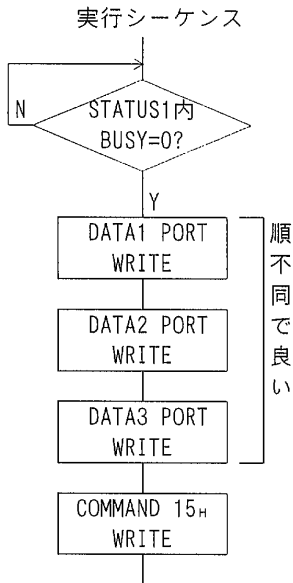 実行シーケンス
N
STATUS1内
BUSY=0?
Y
DATA1 PORT
WRITE
DATA2 PORT
WRITE
DATA3 PORT
WRITE
順不同で良い
COMMAND 15H
WRITE